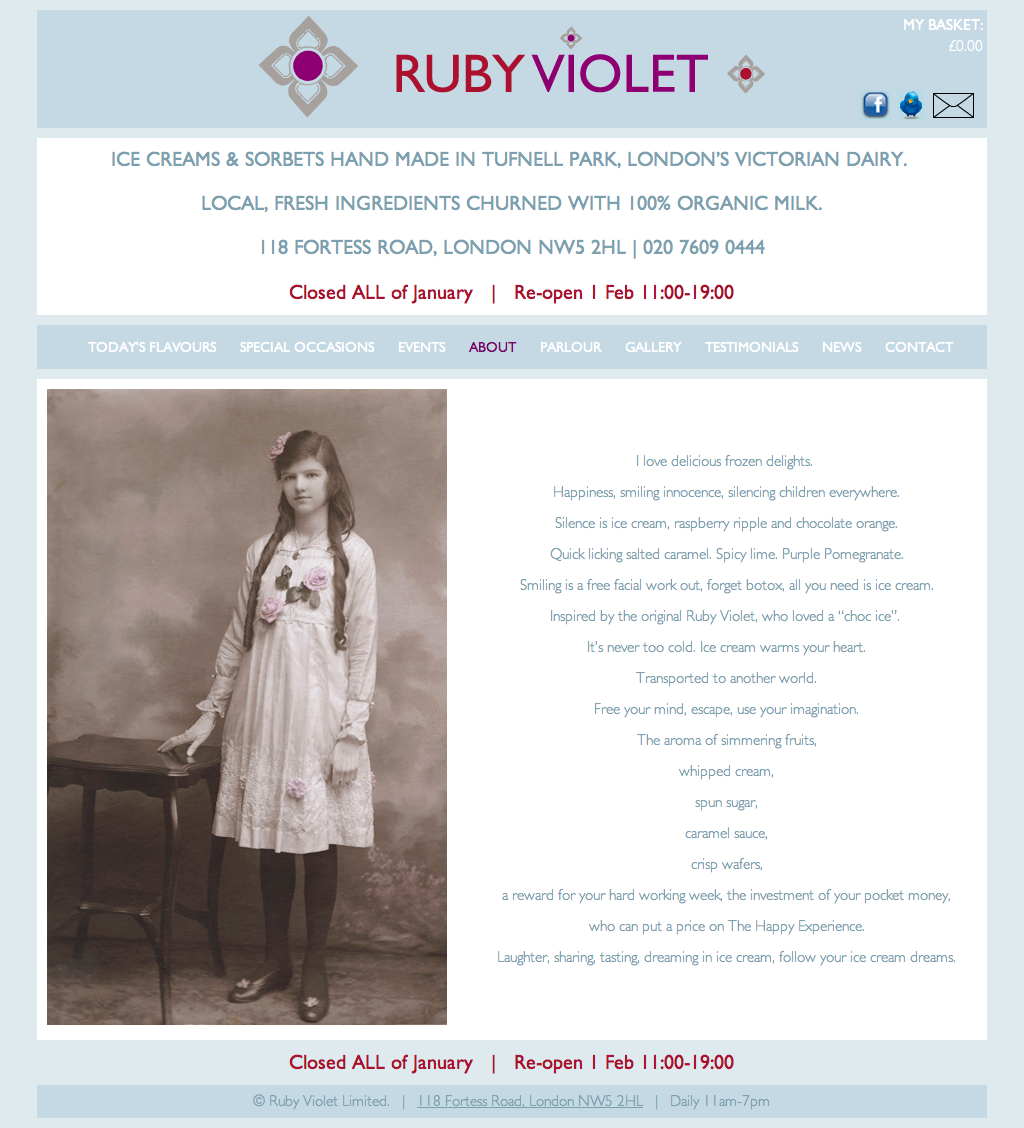 MY BASKET:
£0.00
RUBY VIOLET
f
ICE CREAMS & SORBETS HAND MADE IN TUFNELL PARK, LONDON'S VICTORIAN DAIRY.
LOCAL, FRESH INGREDIENTS CHURNED WITH 100% ORGANIC MILK.
118 FORTESS ROAD, LONDON NW5 2HL | 020 7609 0444
Closed ALL of January | Re-open 1 Feb 11:00-19:00
TODAY'S FLAVOURS SPECIAL OCCASIONS EVENTS ABOUT PARLOUR GALLERY TESTIMONIALS NEWS CONTACT
I love delicious frozen delights.
Happiness, smiling innocence, silencing children everywhere.
Silence is ice cream, raspberry ripple and chocolate orange.
Quick licking salted caramel. Spicy lime. Purple Pomegranate.
Smiling is a free facial work out, forget botox, all you need is ice cream.
Inspired by the original Ruby Violet, who loved a “choc ice”.
It's never too cold. Ice cream warms your heart.
Transported to another world.
Free your mind, escape, use your imagination.
The aroma of simmering fruits,
whipped cream,
spun sugar,
caramel sauce,
crisp wafers,
a reward for your hard working week, the investment of your pocket money,
who can put a price on The Happy Experience.
Laughter, sharing, tasting, dreaming in ice cream, follow your ice cream dreams.
Closed ALL of January | Re-open 1 Feb 11:00-19:00
© Ruby Violet Limited. | 118 Fortess Road, London NW5 2HL | Daily 11am-7pm